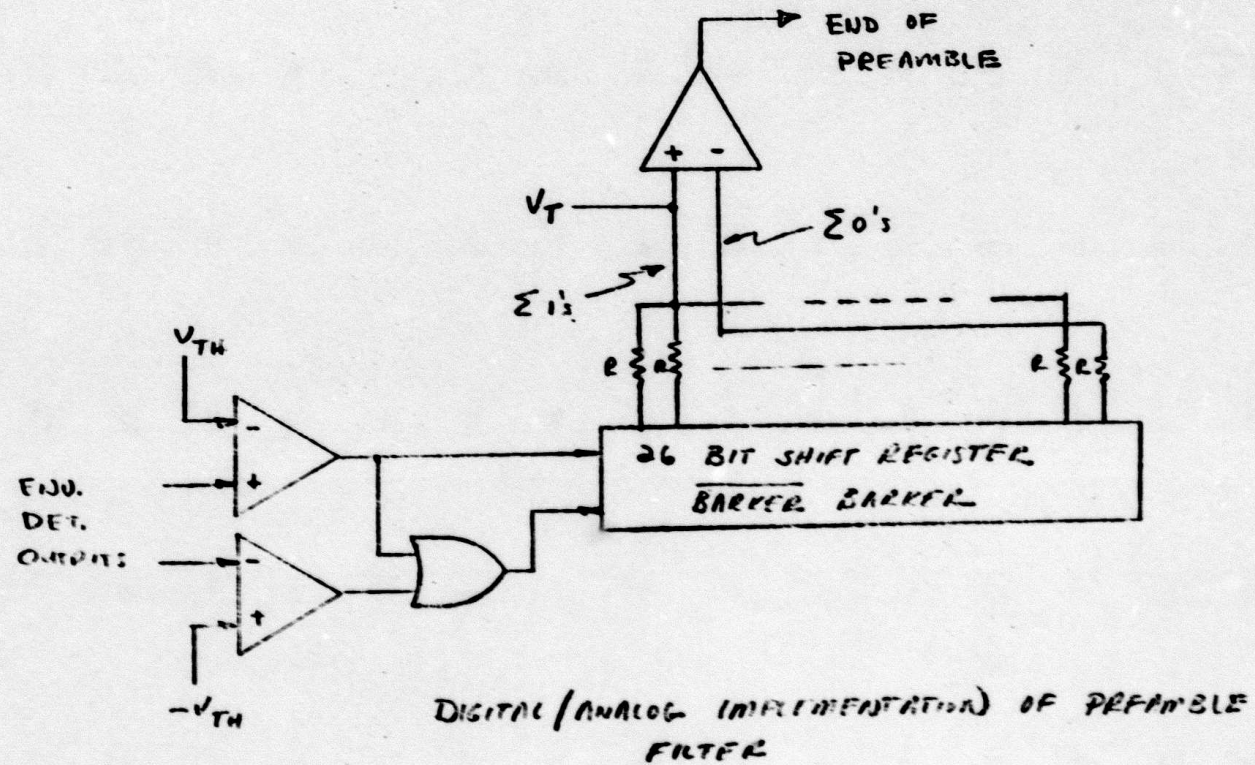 END OF
PREAMBLE
+ -
V_T
Σ0's
Σ1's
V_TH
R R
R R
-
+
ENV.
DET.
OUTPUTS
-
+
-V_TH
26 BIT SHIFT REGISTER
B̅A̅R̅K̅E̅R̅ BARKER
DIGITAL/ANALOG IMPLEMENTATION OF PREAMBLE
FILTER